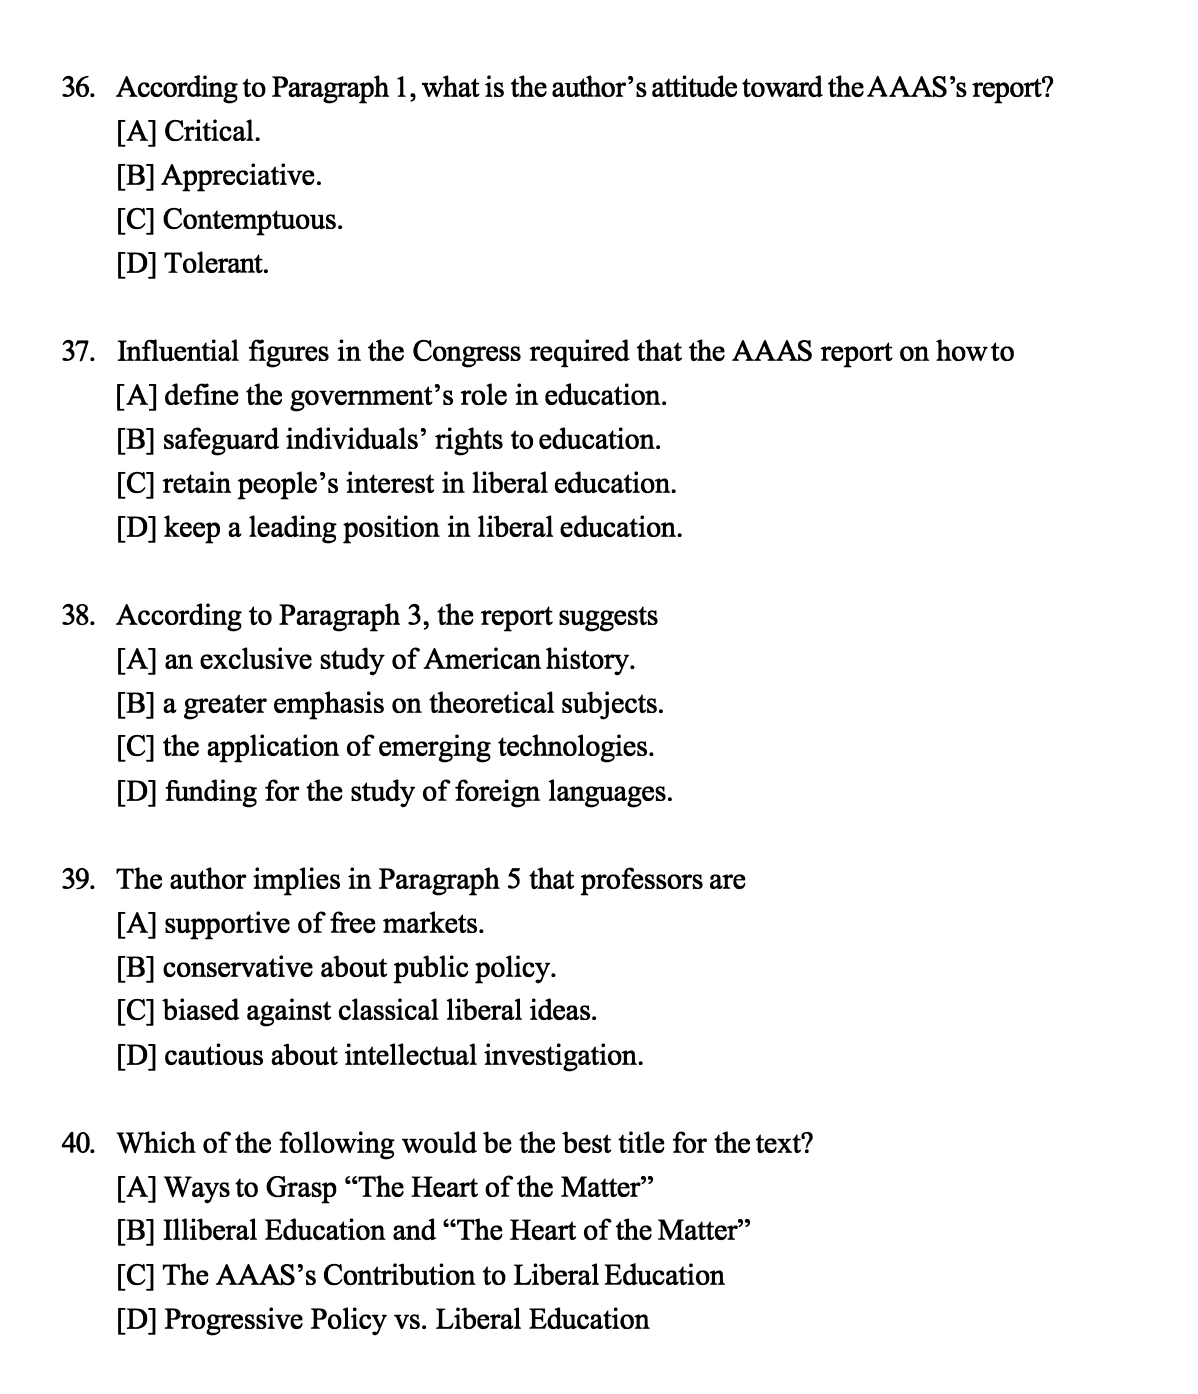 36. According to Paragraph 1, what is the author’s attitude toward the AAAS’s report?
[A] Critical.
[B] Appreciative.
[C] Contemptuous.
[D] Tolerant.
37. Influential figures in the Congress required that the AAAS report on how to
[A] define the government’s role in education.
[B] safeguard individuals’ rights to education.
[C] retain people’s interest in liberal education.
[D] keep a leading position in liberal education.
38. According to Paragraph 3, the report suggests
[A] an exclusive study of American history.
[B] a greater emphasis on theoretical subjects.
[C] the application of emerging technologies.
[D] funding for the study of foreign languages.
39. The author implies in Paragraph 5 that professors are
[A] supportive of free markets.
[B] conservative about public policy.
[C] biased against classical liberal ideas.
[D] cautious about intellectual investigation.
40. Which of the following would be the best title for the text?
[A] Ways to Grasp “The Heart of the Matter”
[B] Illiberal Education and “The Heart of the Matter”
[C] The AAAS’s Contribution to Liberal Education
[D] Progressive Policy vs. Liberal Education